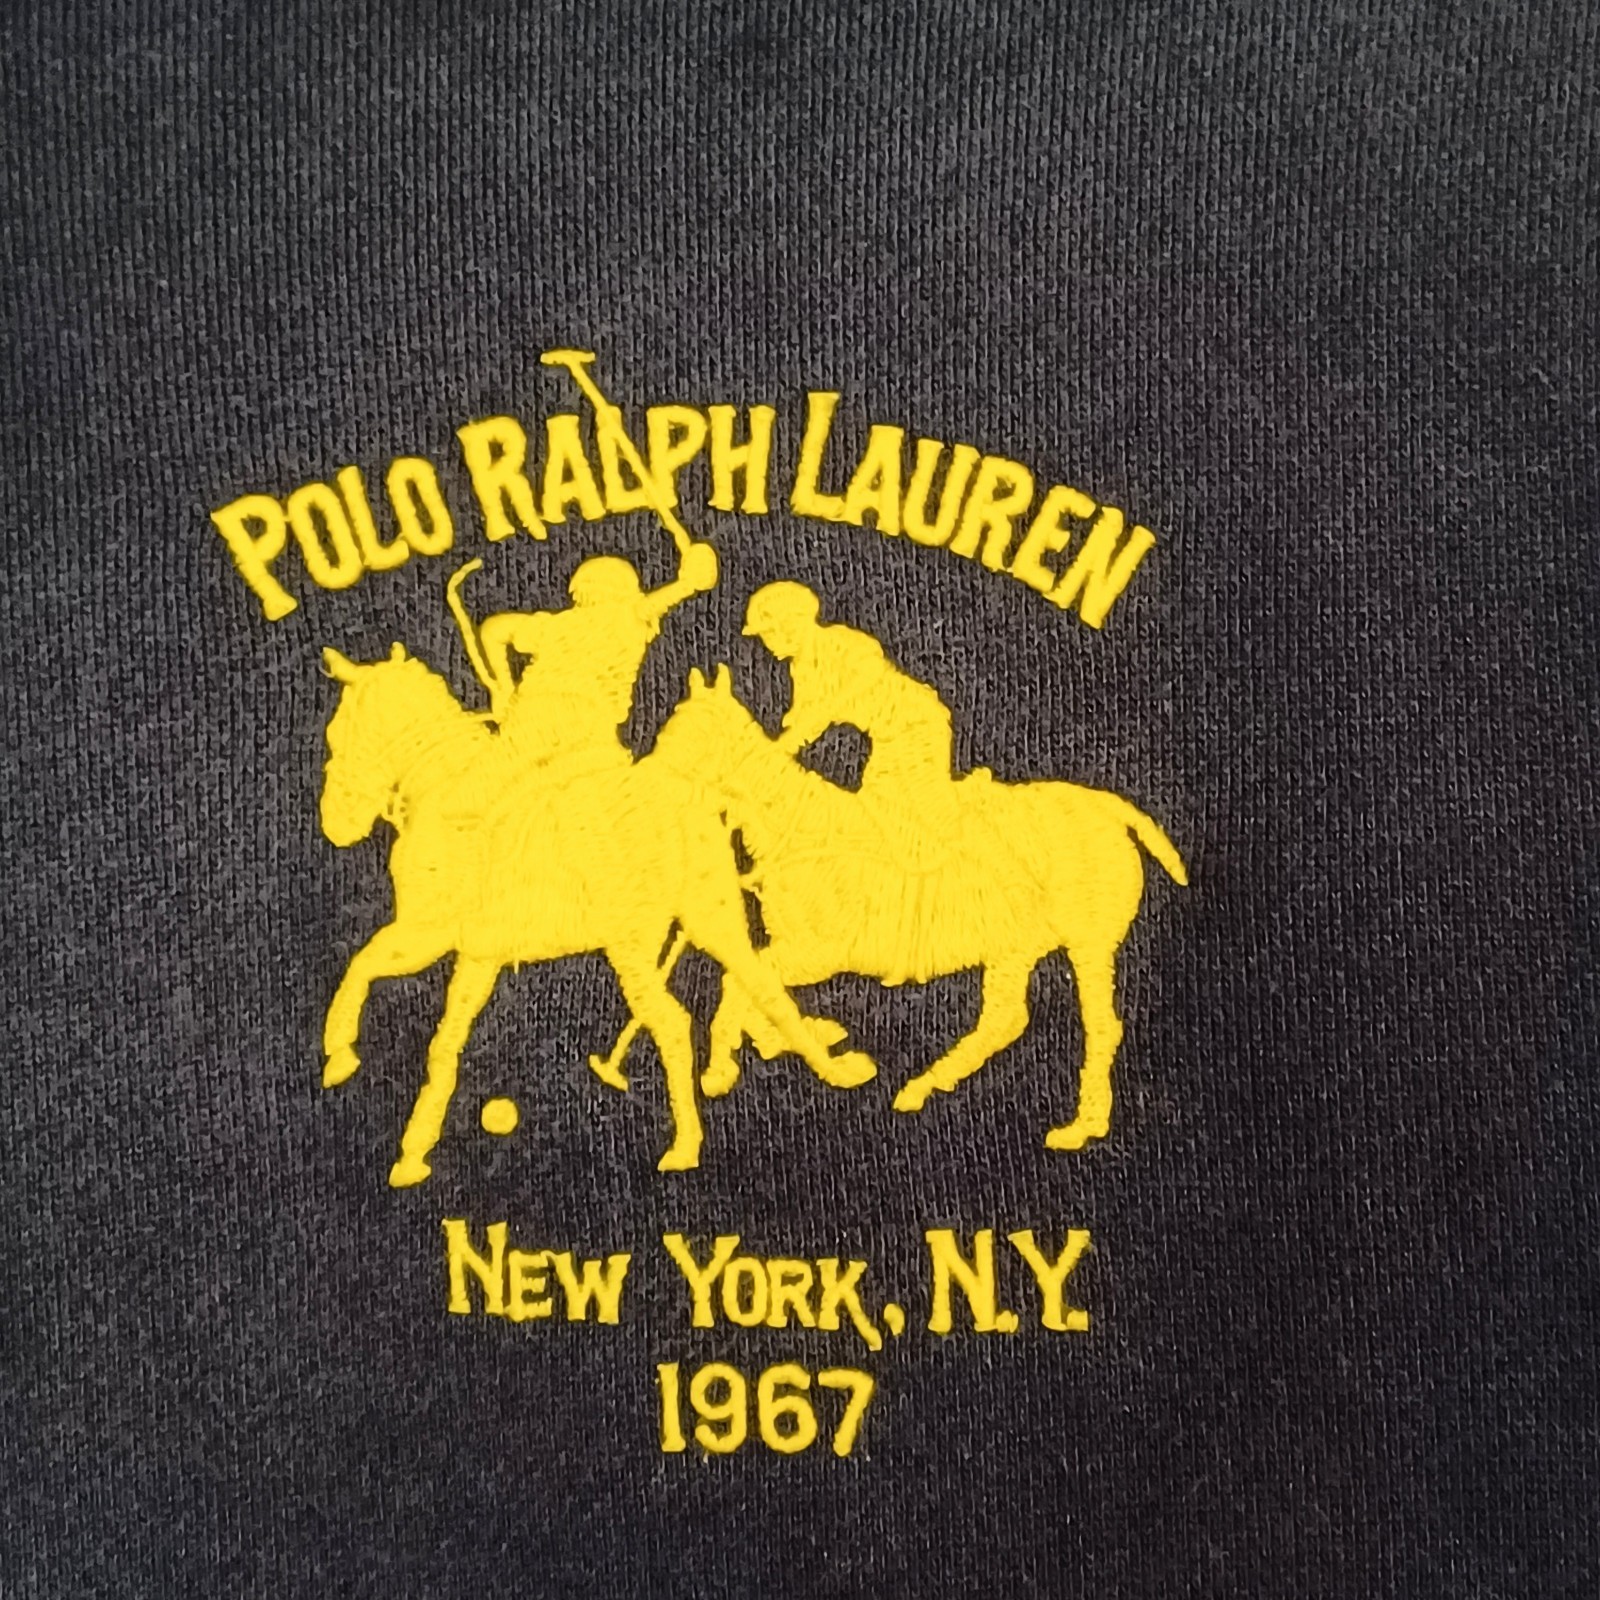 POLO RALPH LAUREN
NEW YORK, N.Y.
1967